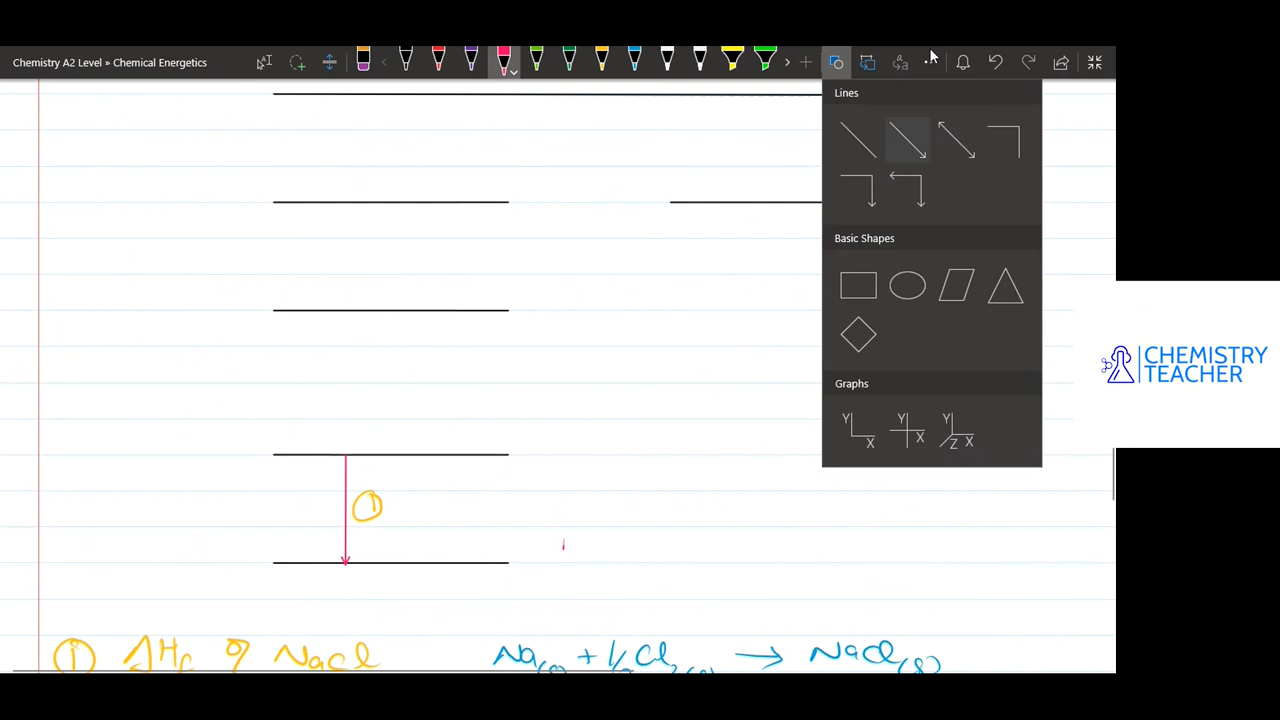 Chemistry A2 Level » Chemical Energetics
Lines
Basic Shapes
Graphs
Y X
Y X
Y Z X
CHEMISTRY
TEACHER
①
① ΔHf of NaCl Na(s) + ½Cl₂(g) → NaCl(s)